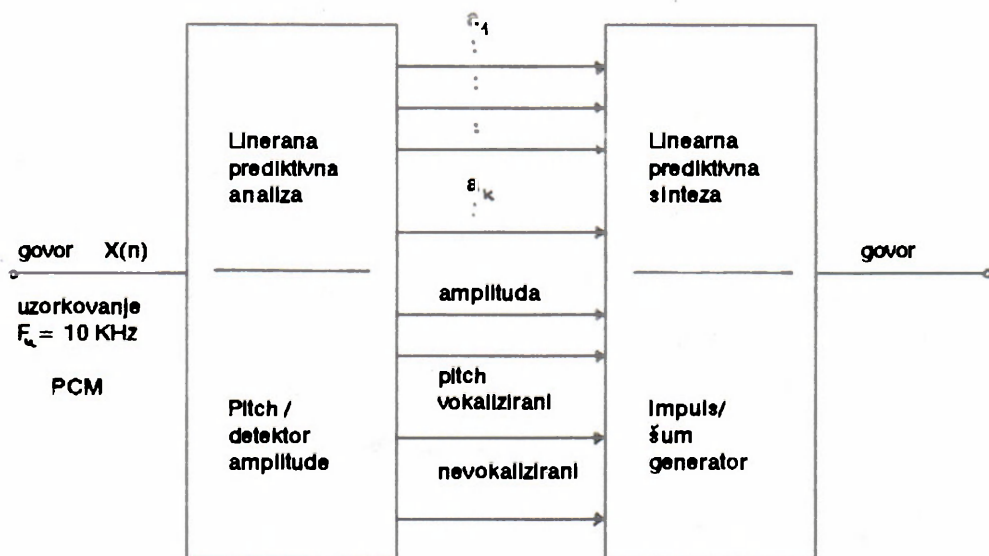 a₁
Linerana
prediktivna
analiza
Linearna
prediktivna
sinteza
aₖ
govor X(n)
govor
uzorkovanje
Fᵤ = 10 KHz
PCM
amplituda
pitch
vokalizirani
nevokalizirani
Pitch /
detektor
amplitude
Impuls/
šum
generator